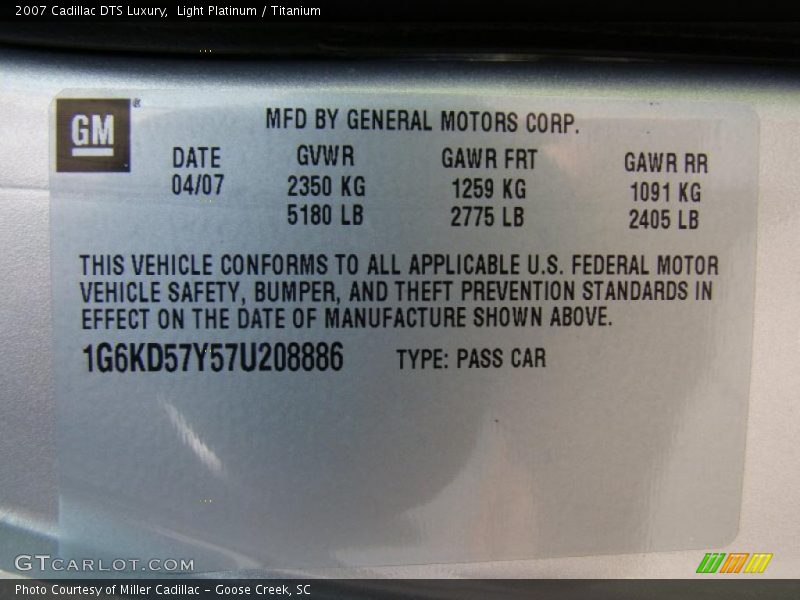 2007 Cadillac DTS Luxury,  Light Platinum / Titanium
GM®
MFD BY GENERAL MOTORS CORP.
DATE GVWR GAWR FRT GAWR RR
04/07 2350 KG 1259 KG 1091 KG
5180 LB 2775 LB 2405 LB
THIS VEHICLE CONFORMS TO ALL APPLICABLE U.S. FEDERAL MOTOR
VEHICLE SAFETY, BUMPER, AND THEFT PREVENTION STANDARDS IN
EFFECT ON THE DATE OF MANUFACTURE SHOWN ABOVE.
1G6KD57Y57U208886 TYPE: PASS CAR
GTCARLOT.COM
Photo Courtesy of Miller Cadillac - Goose Creek, SC